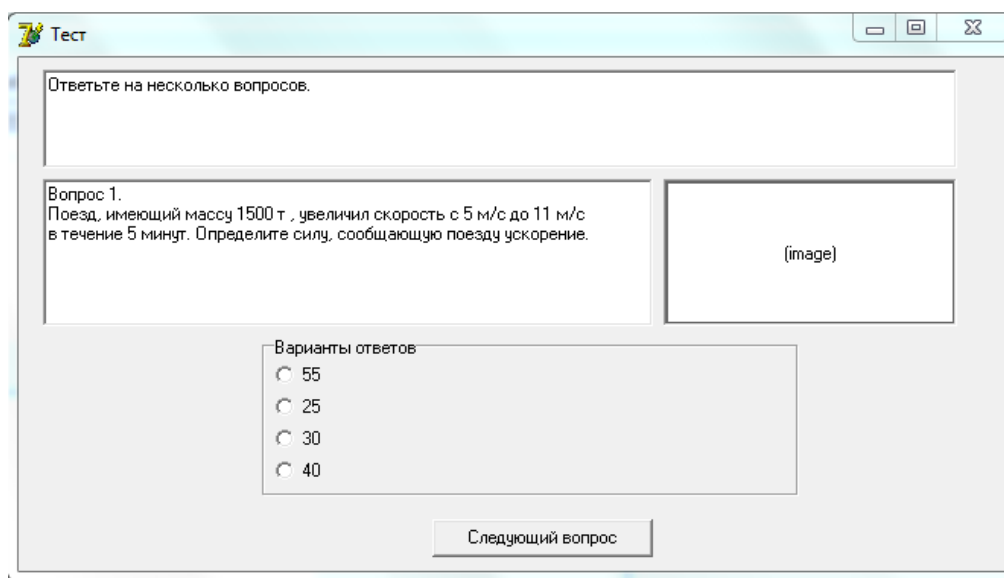 Тест
Ответьте на несколько вопросов.
Вопрос 1.
Поезд, имеющий массу 1500 т , увеличил скорость с 5 м/с до 11 м/с
в течение 5 минут. Определите силу, сообщающую поезду ускорение.
(image)
Варианты ответов
55
25
30
40
Следующий вопрос